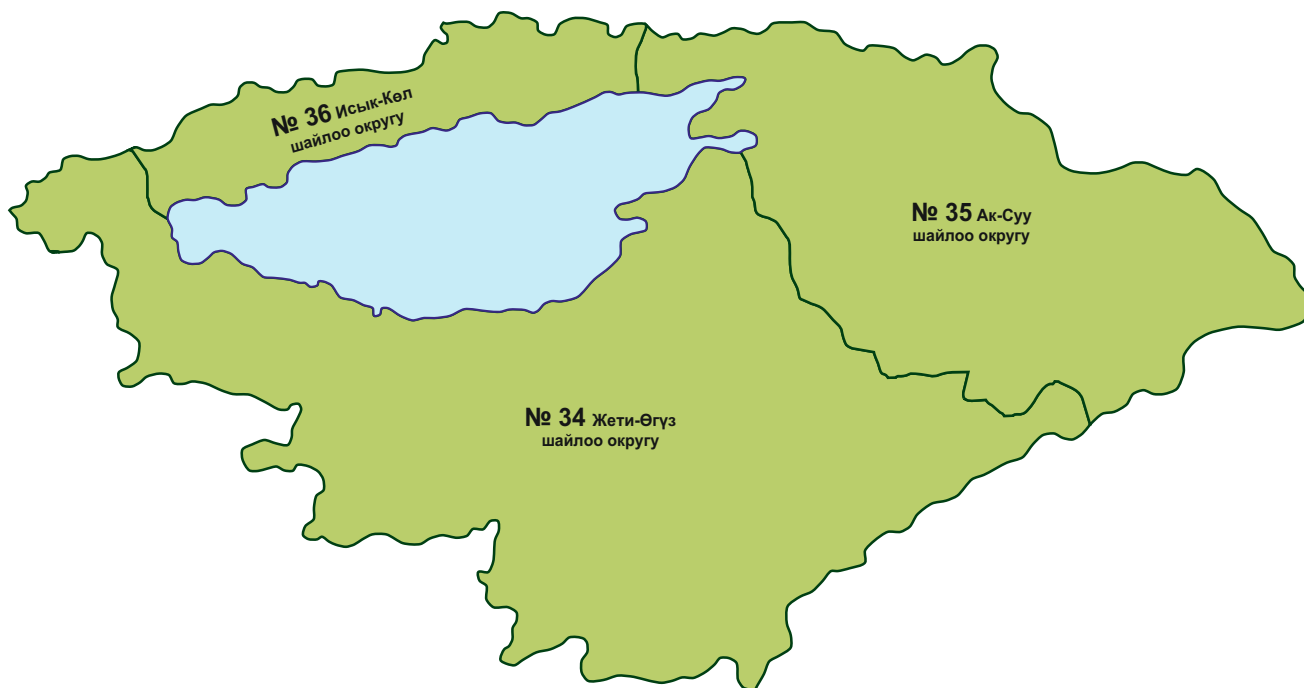 № 36 Исык-Көл
шайлоо округу
№ 35 Ак-Суу
шайлоо округу
№ 34 Жети-Өгүз
шайлоо округу